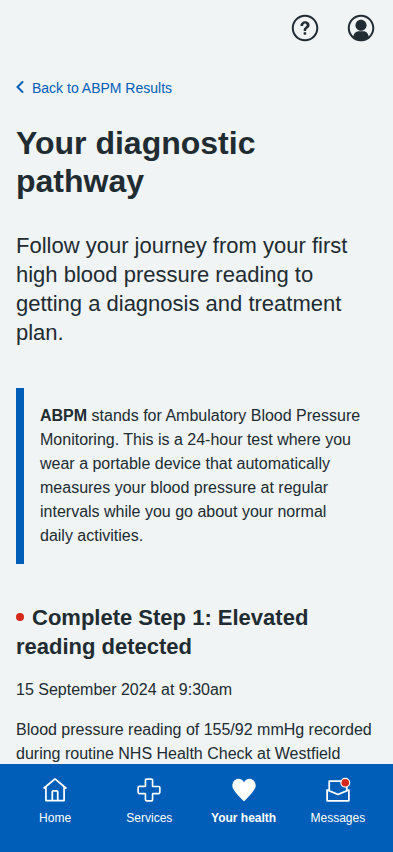 Back to ABPM Results
Your diagnostic
pathway
Follow your journey from your first
high blood pressure reading to
getting a diagnosis and treatment
plan.
ABPM stands for Ambulatory Blood Pressure
Monitoring. This is a 24-hour test where you
wear a portable device that automatically
measures your blood pressure at regular
intervals while you go about your normal
daily activities.
Complete Step 1: Elevated
reading detected
15 September 2024 at 9:30am
Blood pressure reading of 155/92 mmHg recorded
during routine NHS Health Check at Westfield
Home Services Your health Messages